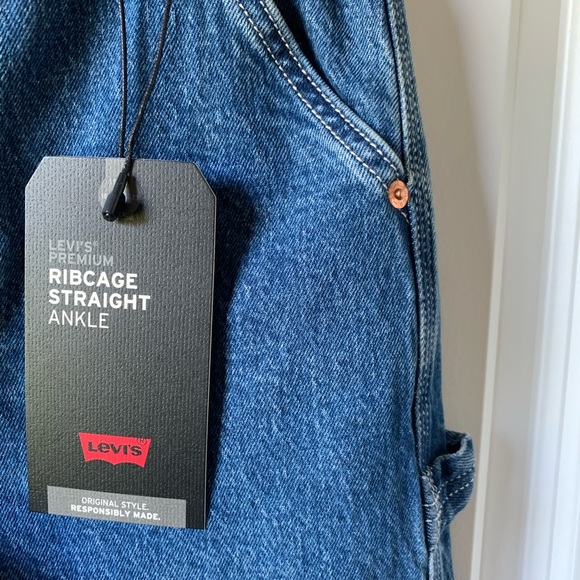 LEVI'S®
PREMIUM
RIBCAGE
STRAIGHT
ANKLE
LEVI'S®
ORIGINAL STYLE.
RESPONSIBLY MADE.